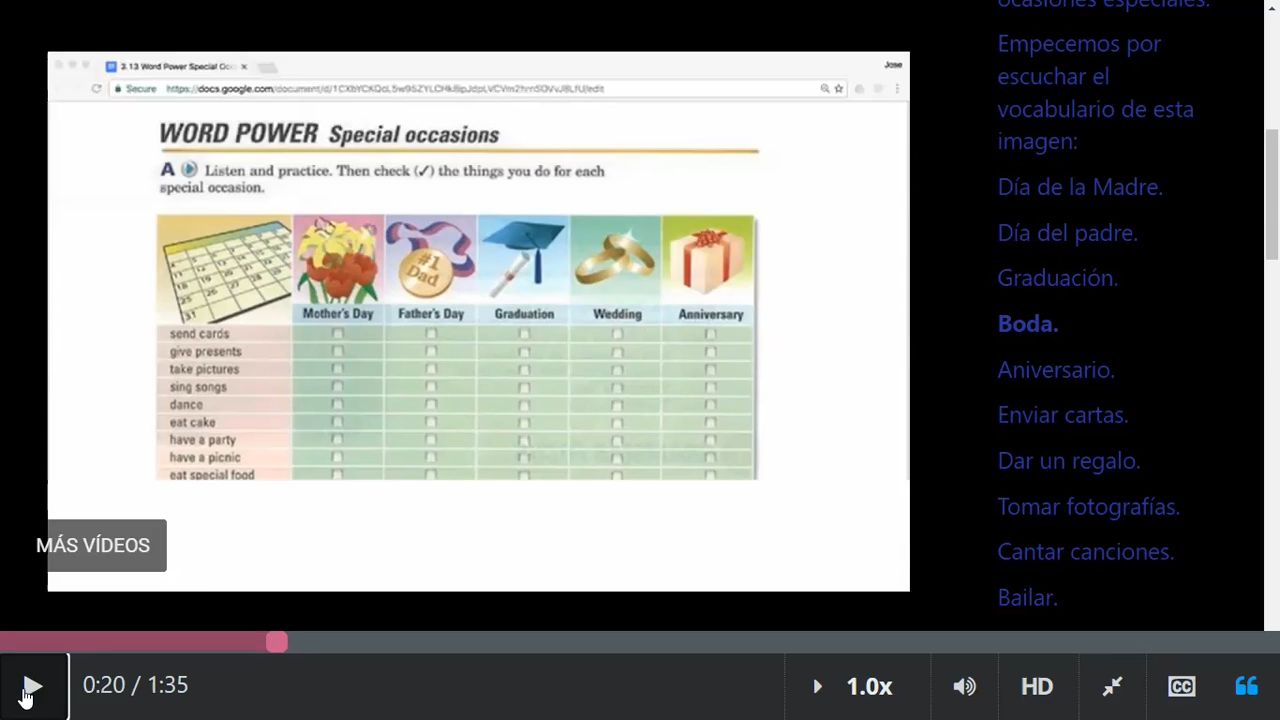 3.13 Word Power Special Occ
Jose
Secure
WORD POWER Special occasions
A Listen and practice. Then check (✓) the things you do for each
special occasion.
#1
Dad
Mother's Day Father's Day Graduation Wedding Anniversary
send cards
give presents
take pictures
sing songs
dance
eat cake
have a party
have a picnic
eat special food
MÁS VÍDEOS
ocasiones especiales.
Empecemos por
escuchar el
vocabulario de esta
imagen:
Día de la Madre.
Día del padre.
Graduación.
Boda.
Aniversario.
Enviar cartas.
Dar un regalo.
Tomar fotografías.
Cantar canciones.
Bailar.
0:20 / 1:35
1.0x
HD
CC